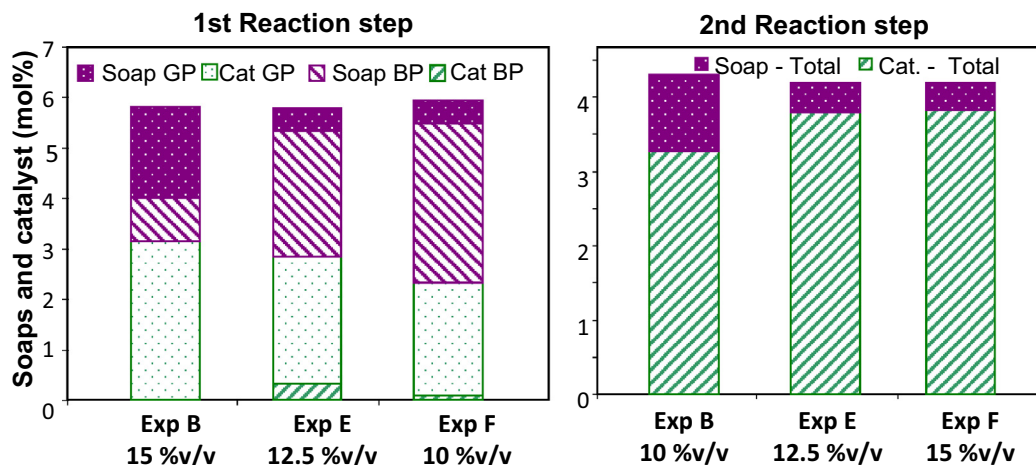 1st Reaction step
Soaps and catalyst (mol%)
7
6
5
4
3
2
1
0
Soap GP Cat GP Soap BP Cat BP
Exp B Exp E Exp F
15 %v/v 12.5 %v/v 10 %v/v
2nd Reaction step
Soap - Total Cat. - Total
4
3
2
1
0
Exp B Exp E Exp F
10 %v/v 12.5 %v/v 15 %v/v